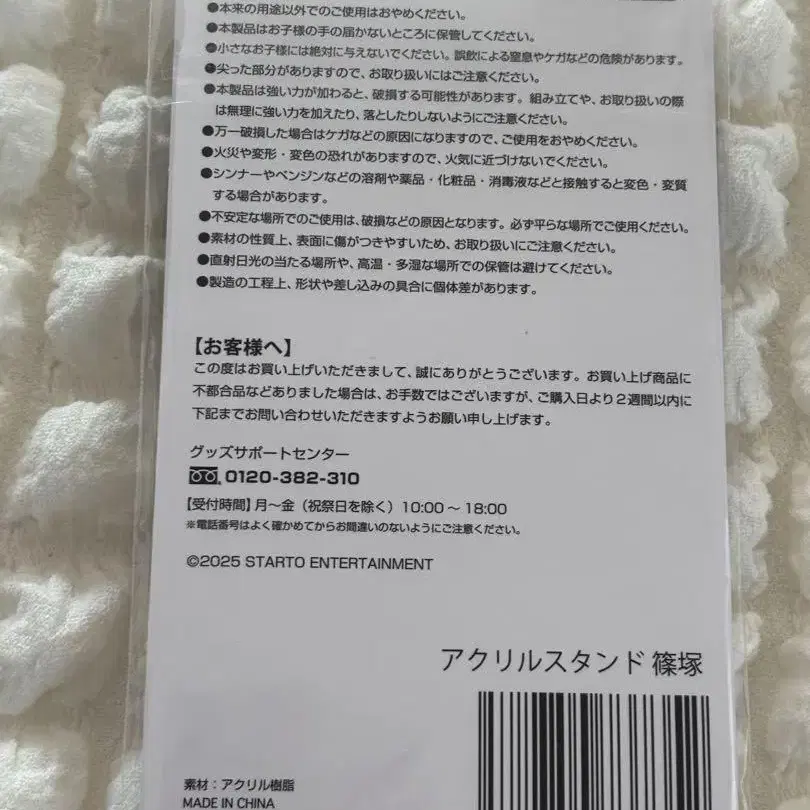 ●本来の用途以外でのご使用はおやめください。
●本製品はお子様の手の届かないところに保管してください。
●小さなお子様には絶対に与えないでください。誤飲による窒息やケガなどの危険があります。
●尖った部分がありますので、お取り扱いにはご注意ください。
●本製品は強い力が加わると、破損する可能性があります。組み立てや、お取り扱いの際
は無理に強い力を加えたり、落としたりしないようにご注意ください。
●万一破損した場合はケガなどの原因になりますので、ご使用をおやめください。
●火災や変形・変色の恐れがありますので、火気に近づけないでください。
●シンナーやベンジンなどの溶剤や薬品・化粧品・消毒液などと接触すると変色・変質
する場合があります。
●不安定な場所でのご使用は、破損などの原因となります。必ず平らな場所でご使用ください。
●素材の性質上、表面に傷がつきやすいため、お取り扱いにご注意ください。
●直射日光の当たる場所や、高温・多湿な場所での保管は避けてください。
●製造の工程上、形状や差し込みの具合に個体差があります。
【お客様へ】
この度はお買い上げいただきまして、誠にありがとうございます。お買い上げ商品に
不都合品などありました場合は、お手数ではございますが、ご購入日より2週間以内に
下記までお問い合わせいただきますようお願い申し上げます。
グッズサポートセンター
0120-382-310
【受付時間】月〜金（祝祭日を除く）10:00 〜 18:00
※電話番号はよく確かめてからお間違いのないようにご注意ください。
©2025 STARTO ENTERTAINMENT
アクリルスタンド 篠塚
素材：アクリル樹脂
MADE IN CHINA